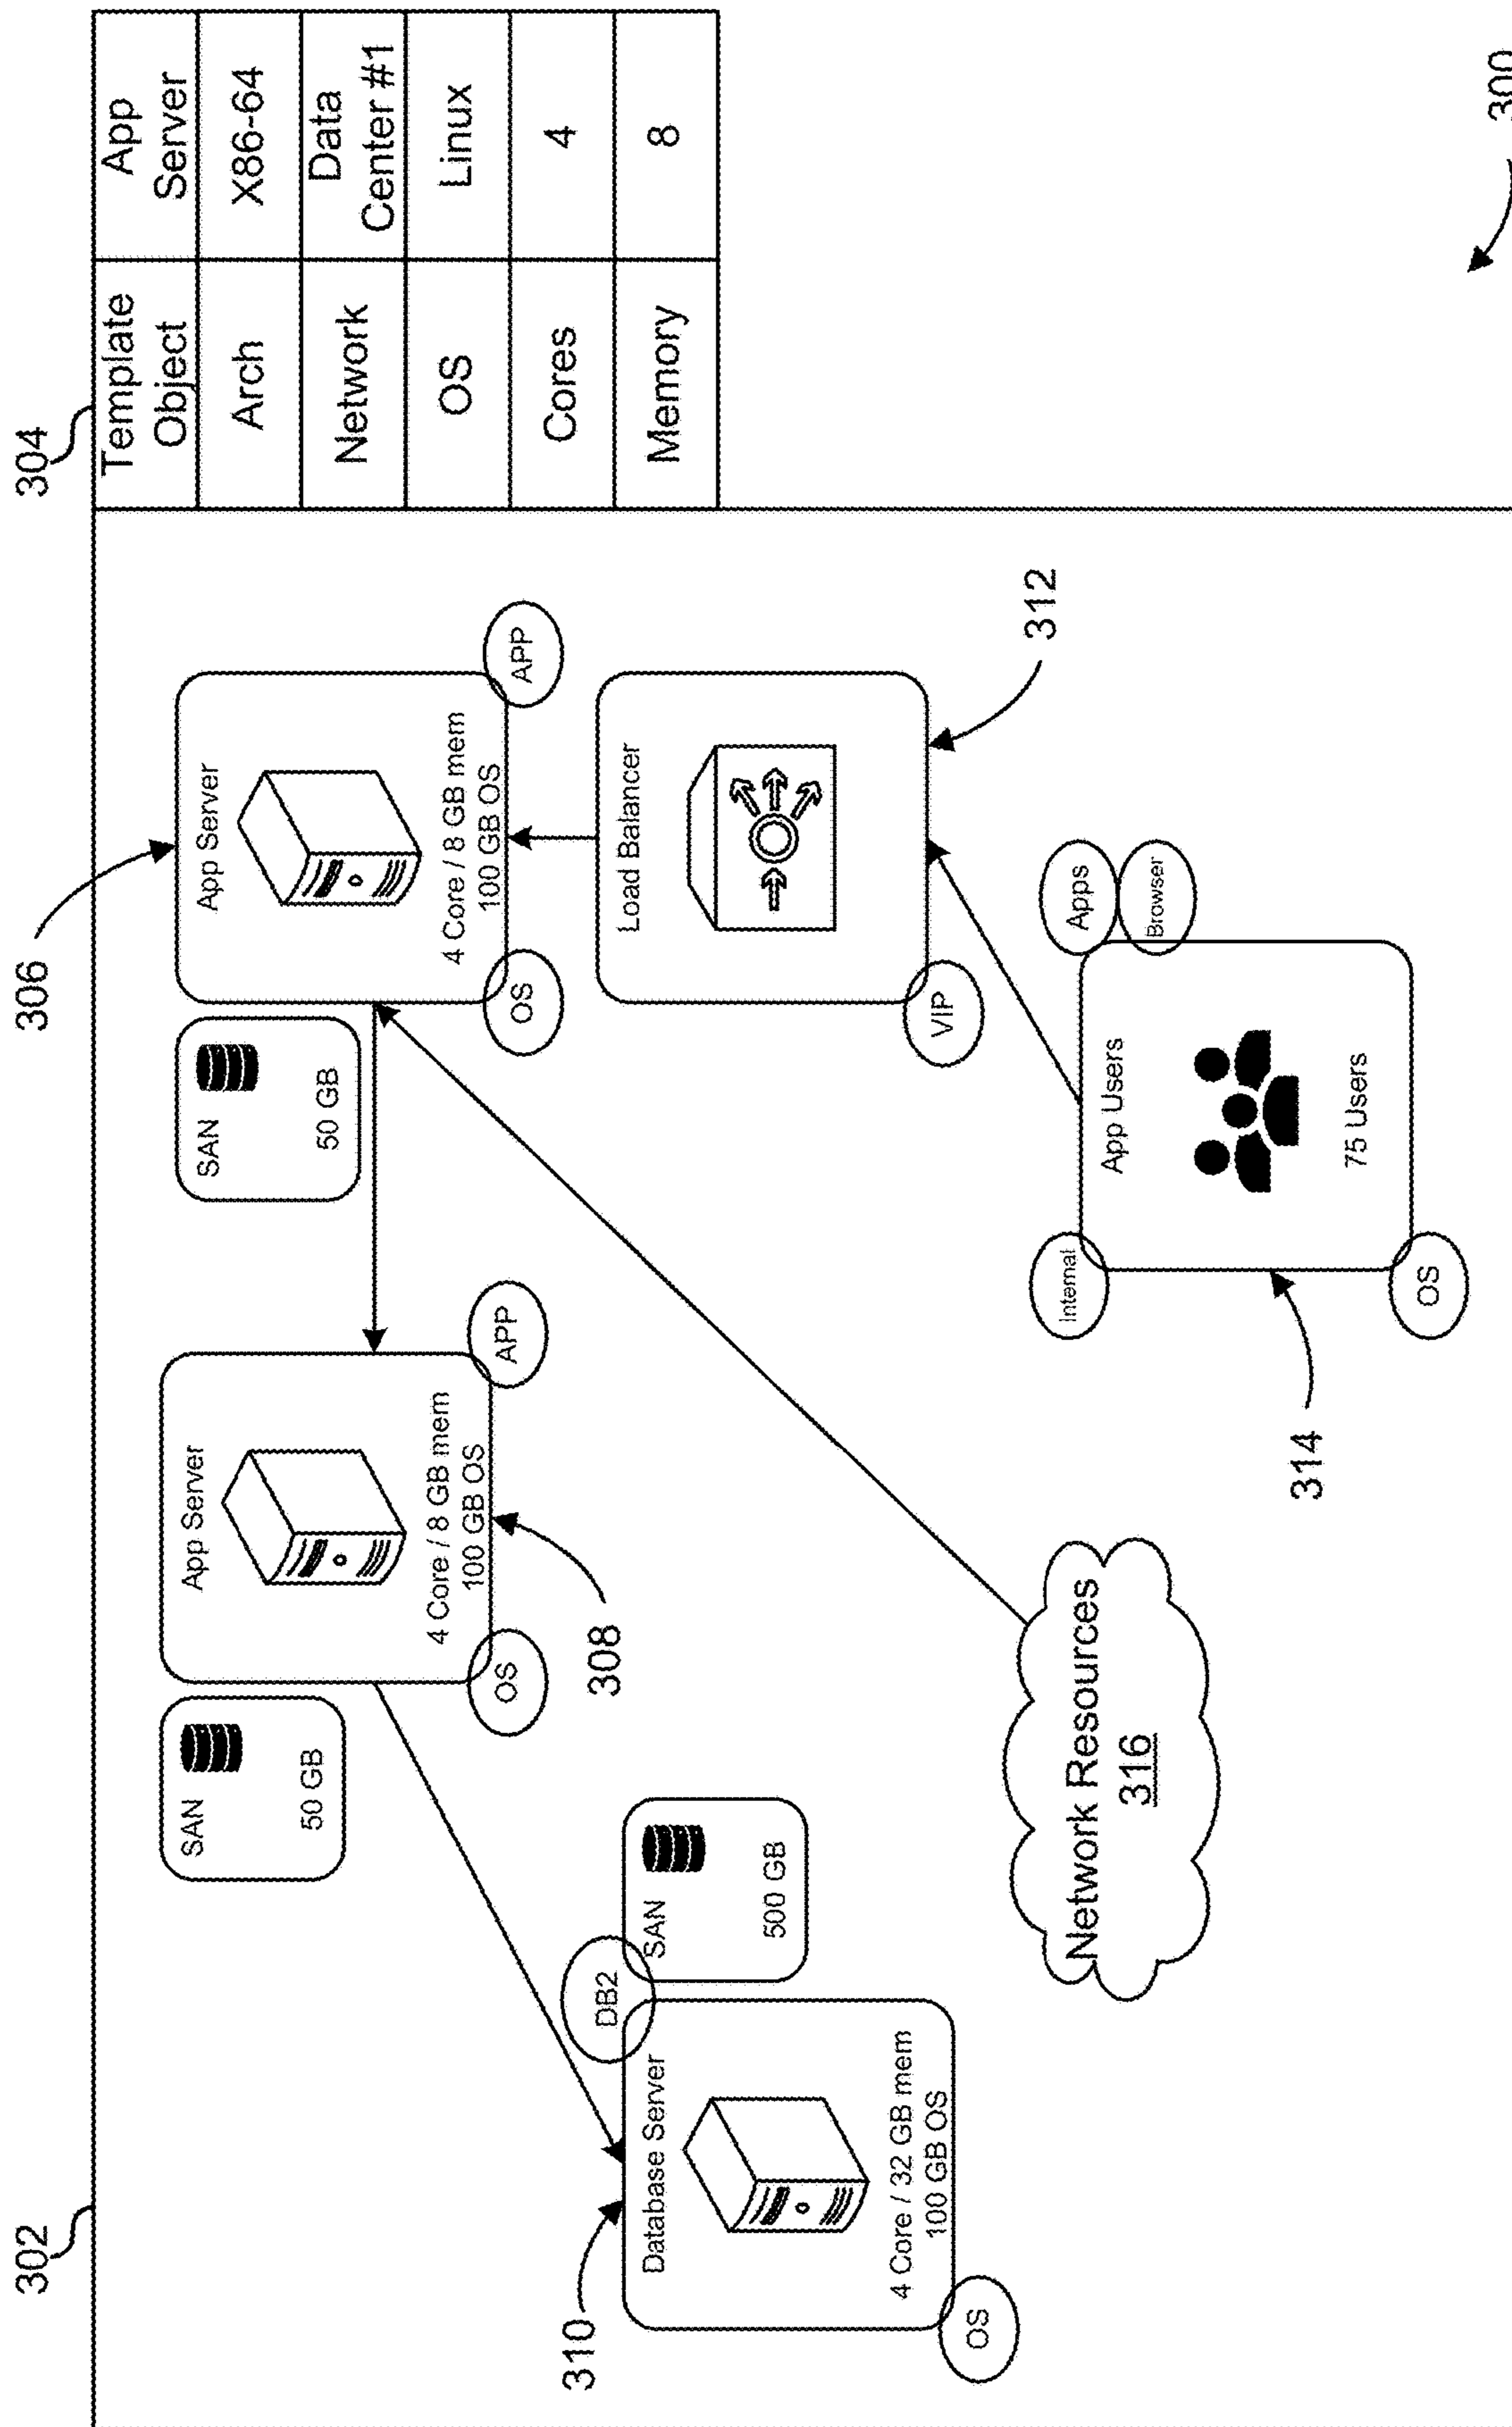 302
304
Template Object
App Server
Arch
X86-64
Network
Data Center #1
OS
Linux
Cores
4
Memory
8
306
App Server
4 Core / 8 GB mem
100 GB OS
OS
APP
SAN
50 GB
App Server
4 Core / 8 GB mem
100 GB OS
OS
APP
308
SAN
50 GB
310
Database Server
4 Core / 32 GB mem
100 GB OS
OS
DB2
SAN
500 GB
Load Balancer
VIP
312
Network Resources
316
App Users
75 Users
Internal
Apps
Browser
OS
314
300